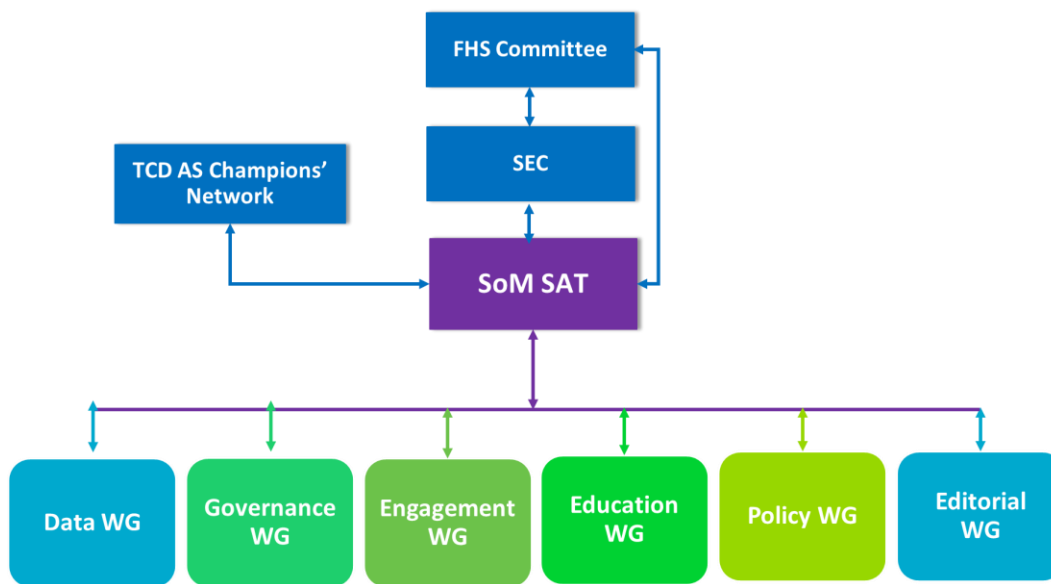 FHS Committee
SEC
TCD AS Champions’
Network
SoM SAT
Data WG
Governance
WG
Engagement
WG
Education
WG
Policy WG
Editorial
WG